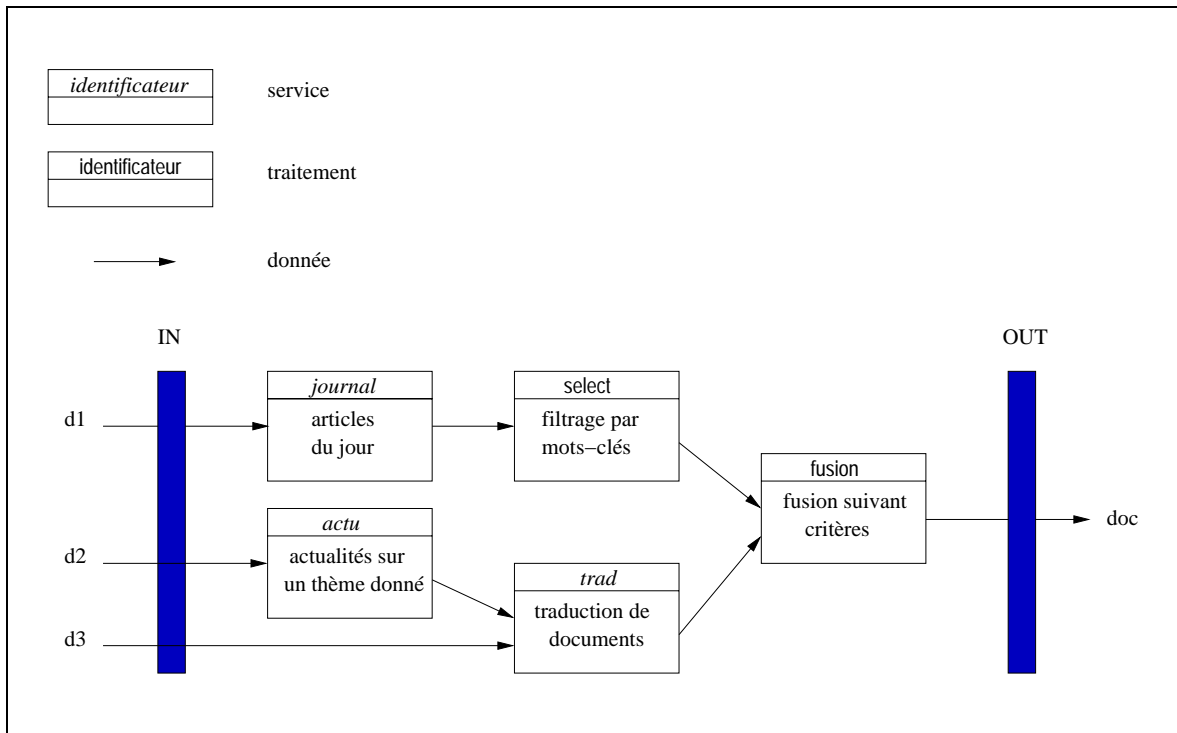 identificateur
service
identificateur
traitement
donnée
IN
OUT
d1
journal
articles
du jour
select
filtrage par
mots−clés
fusion
fusion suivant
critères
doc
d2
actu
actualités sur
un thème donné
d3
trad
traduction de
documents